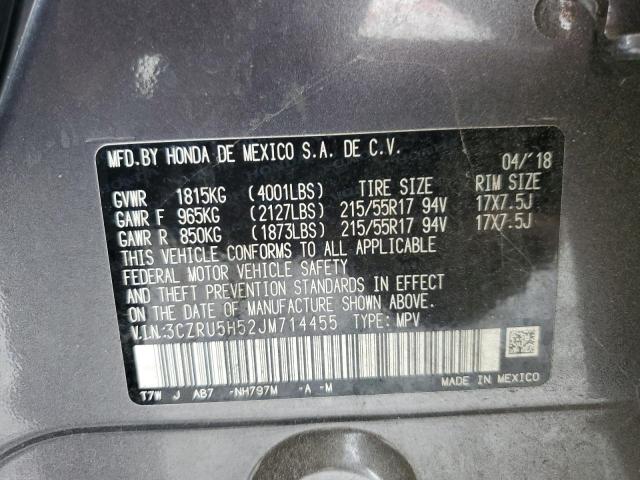 MFD.BY HONDA DE MEXICO S.A. DE C.V. 04/'18
GVWR 1815KG (4001LBS) TIRE SIZE RIM SIZE
GAWR F 965KG (2127LBS) 215/55R17 94V 17X7.5J
GAWR R 850KG (1873LBS) 215/55R17 94V 17X7.5J
THIS VEHICLE CONFORMS TO ALL APPLICABLE
FEDERAL MOTOR VEHICLE SAFETY
AND THEFT PREVENTION STANDARDS IN EFFECT
ON THE DATE OF MANUFACTURE SHOWN ABOVE.
V.I.N:3CZRU5H52JM714455 TYPE: MPV
T7W J AB7 -NH797M -A -M MADE IN MEXICO